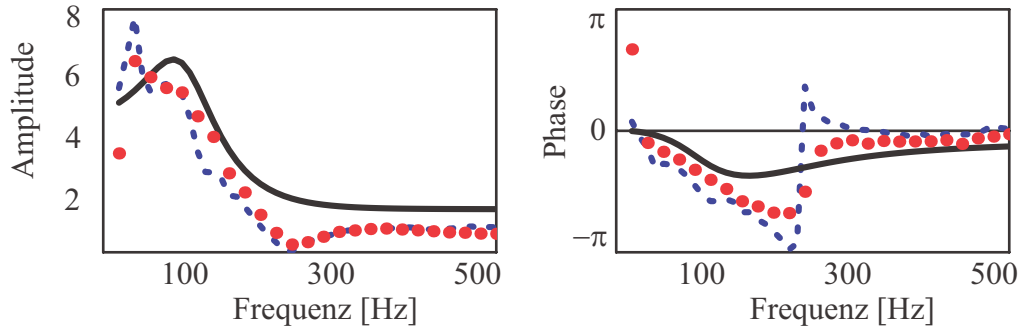 8
6
4
2
Amplitude
100
300
500
Frequenz [Hz]
π
0
−π
Phase
100
300
500
Frequenz [Hz]